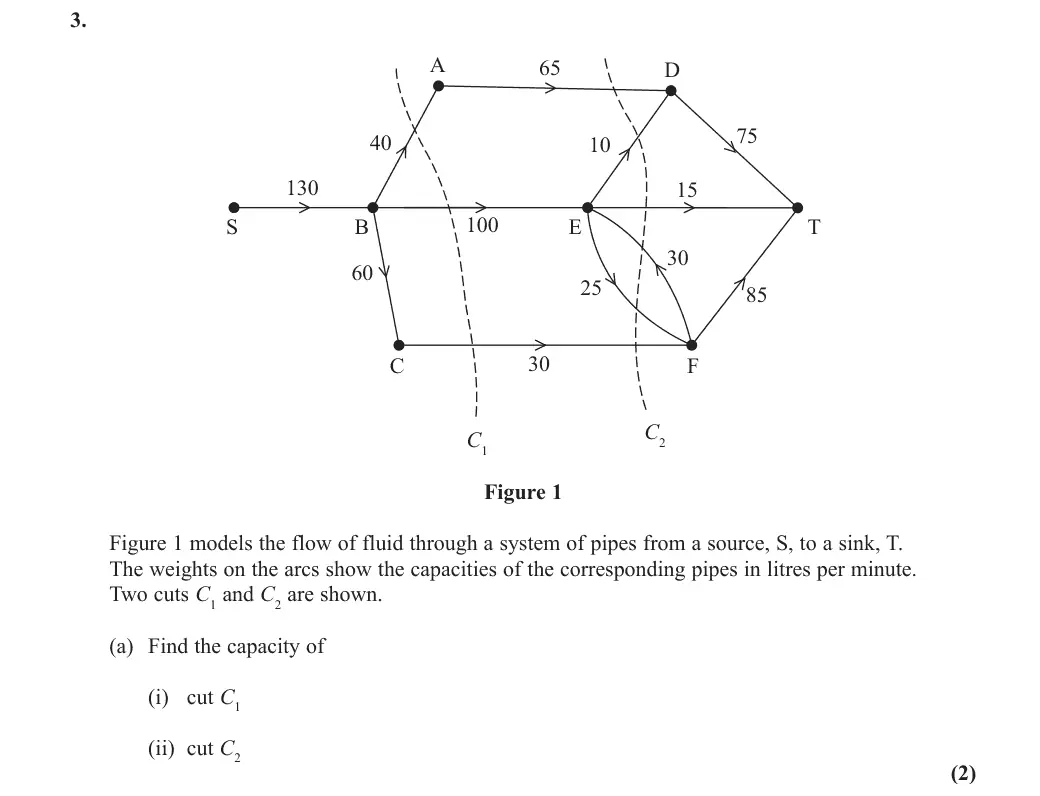 3.
A
65
D
40
10
75
130
15
S
B
100
E
T
60
30
25
85
C
30
F
C1
C2
Figure 1
Figure 1 models the flow of fluid through a system of pipes from a source, S, to a sink, T.
The weights on the arcs show the capacities of the corresponding pipes in litres per minute.
Two cuts C1 and C2 are shown.
(a) Find the capacity of
(i) cut C1
(ii) cut C2
(2)